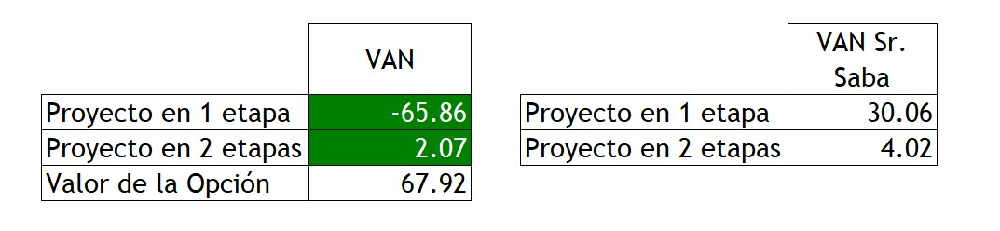 VAN
Proyecto en 1 etapa -65.86
Proyecto en 2 etapas 2.07
Valor de la Opción 67.92
VAN Sr.
Saba
Proyecto en 1 etapa 30.06
Proyecto en 2 etapas 4.02